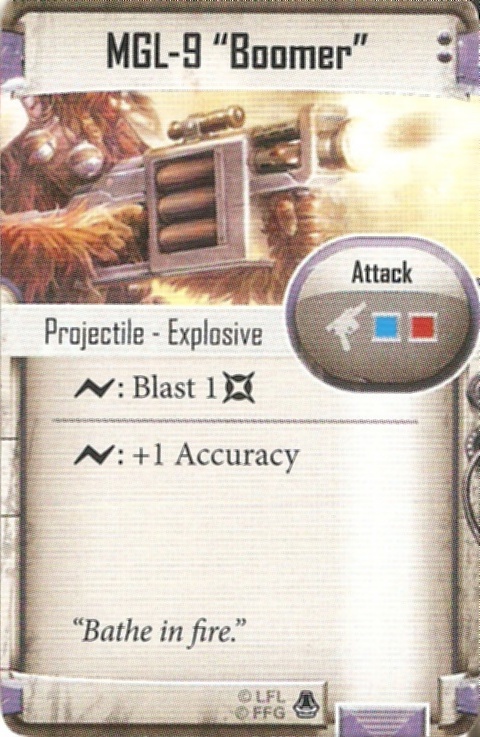 MGL-9 “Boomer”
Attack
Projectile - Explosive
: Blast 1
: +1 Accuracy
“Bathe in fire.”
© LFL
© FFG